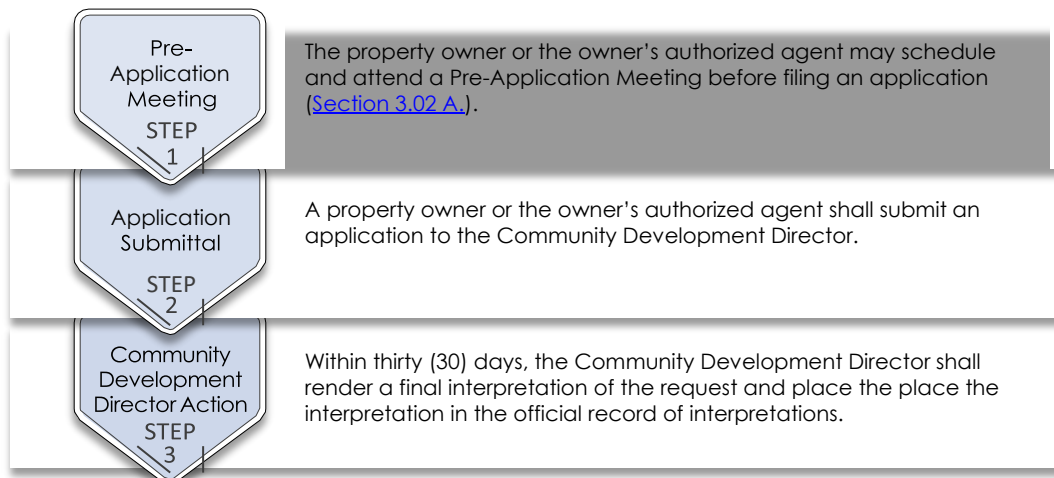 Pre-
Application
Meeting
STEP
1
The property owner or the owner’s authorized agent may schedule
and attend a Pre-Application Meeting before filing an application
(Section 3.02 A.).
Application
Submittal
STEP
2
A property owner or the owner’s authorized agent shall submit an
application to the Community Development Director.
Community
Development
Director Action
STEP
3
Within thirty (30) days, the Community Development Director shall
render a final interpretation of the request and place the place the
interpretation in the official record of interpretations.